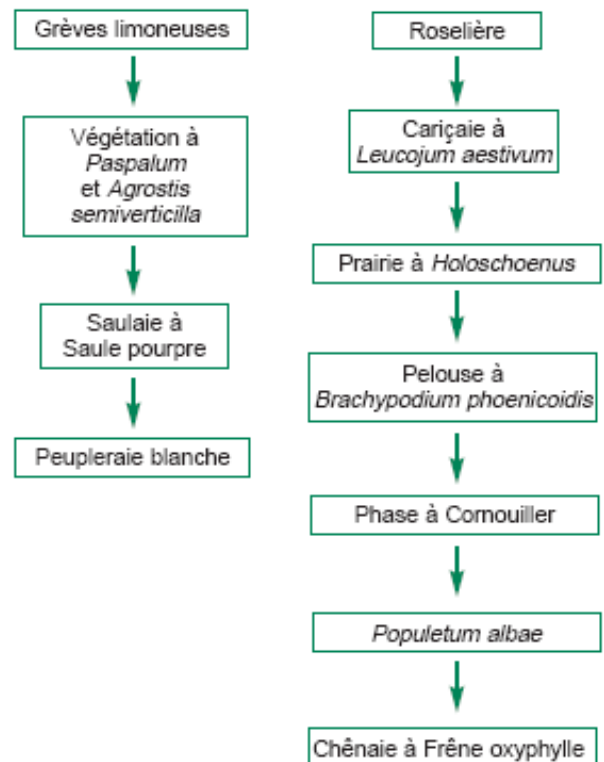 Grèves limoneuses
Végétation à
Paspalum
et Agrostis
semiverticilla
Saulaie à
Saule pourpre
Peupleraie blanche
Roselière
Cariçaie à
Leucojum aestivum
Prairie à Holoschoenus
Pelouse à
Brachypodium phoenicoidis
Phase à Cornouiller
Populetum albae
Chênaie à Frêne oxyphylle